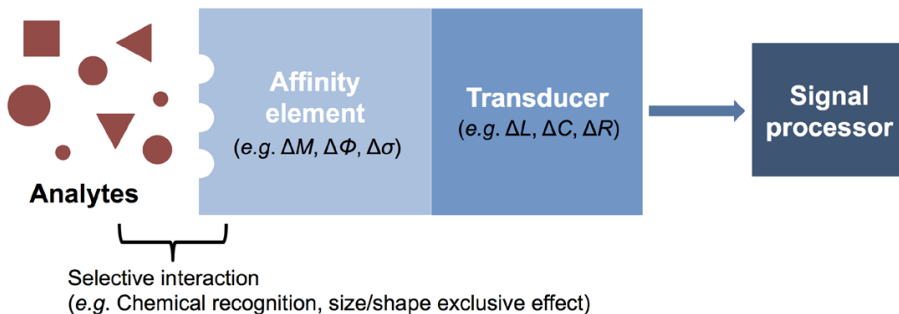 Analytes
Affinity
element
(e.g. ΔM, ΔΦ, Δσ)
Transducer
(e.g. ΔL, ΔC, ΔR)
Signal
processor
Selective interaction
(e.g. Chemical recognition, size/shape exclusive effect)